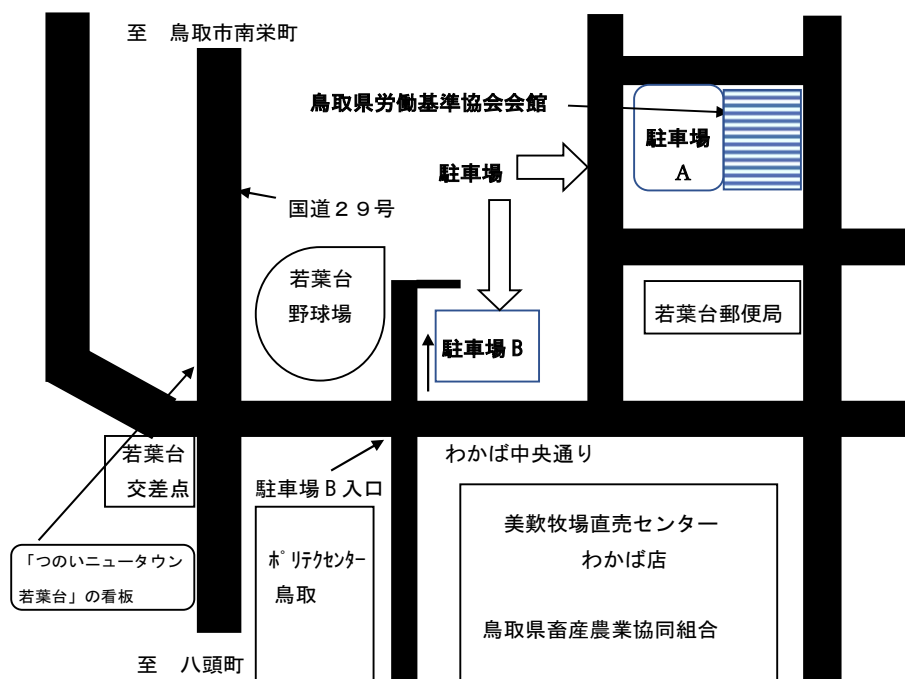 至　鳥取市南栄町
鳥取県労働基準協会会館
駐車場
A
駐車場
国道２９号
若葉台
野球場
若葉台郵便局
駐車場 B
若葉台
交差点
わかば中央通り
駐車場 B 入口
美歎牧場直売センター
わかば店
ﾎﾟﾘﾃｸｾﾝﾀｰ
鳥取
「つのいニュータウン
若葉台」の看板
鳥取県畜産農業協同組合
至　八頭町